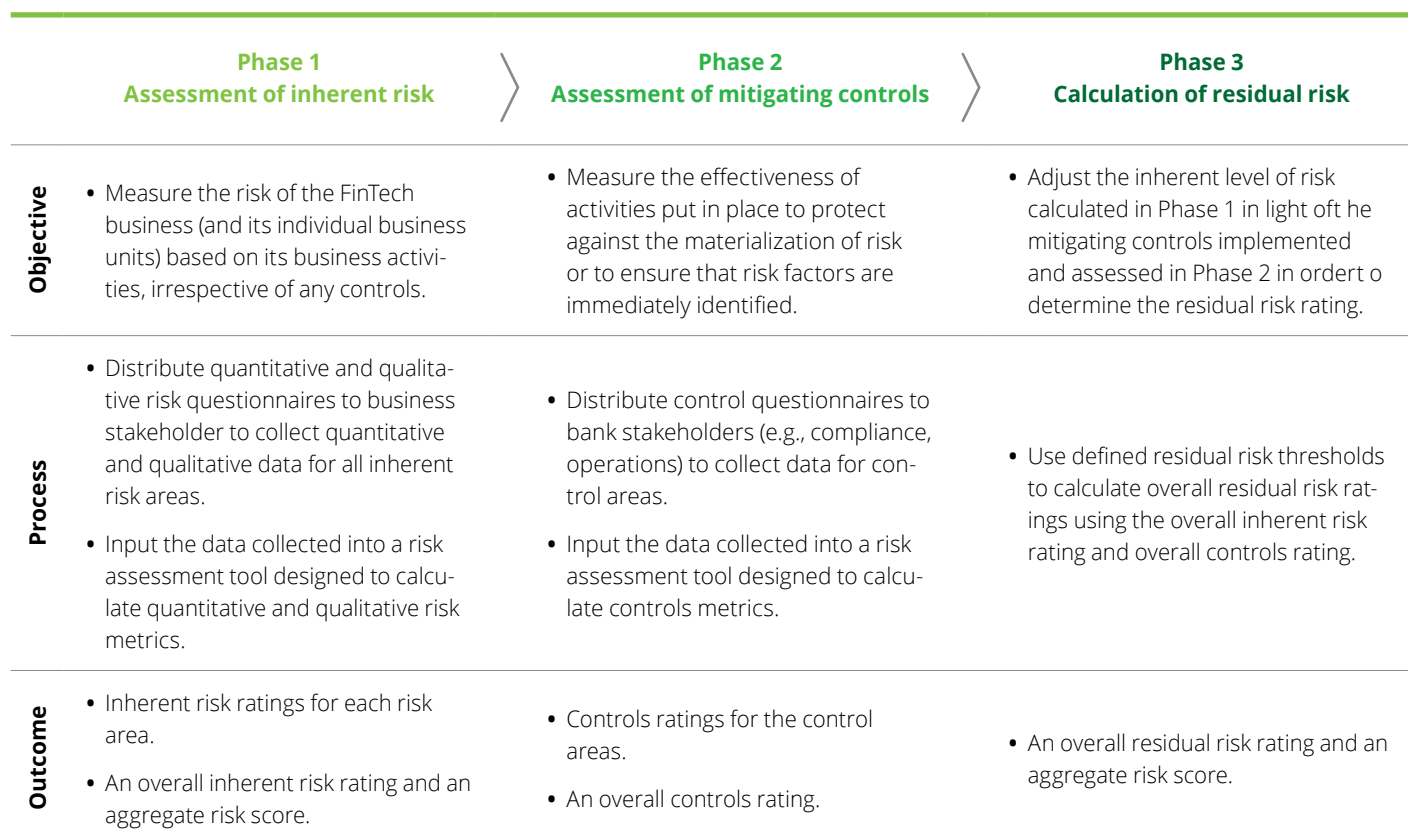 Phase 1
Assessment of inherent risk
Phase 2
Assessment of mitigating controls
Phase 3
Calculation of residual risk
Objective
• Measure the risk of the FinTech
business (and its individual business
units) based on its business activi-
ties, irrespective of any controls.
• Measure the effectiveness of
activities put in place to protect
against the materialization of risk
or to ensure that risk factors are
immediately identified.
• Adjust the inherent level of risk
calculated in Phase 1 in light oft he
mitigating controls implemented
and assessed in Phase 2 in ordert o
determine the residual risk rating.
Process
• Distribute quantitative and qualita-
tive risk questionnaires to business
stakeholder to collect quantitative
and qualitative data for all inherent
risk areas.
• Input the data collected into a risk
assessment tool designed to calcu-
late quantitative and qualitative risk
metrics.
• Distribute control questionnaires to
bank stakeholders (e.g., compliance,
operations) to collect data for con-
trol areas.
• Input the data collected into a risk
assessment tool designed to calcu-
late controls metrics.
• Use defined residual risk thresholds
to calculate overall residual risk rat-
ings using the overall inherent risk
rating and overall controls rating.
Outcome
• Inherent risk ratings for each risk
area.
• An overall inherent risk rating and an
aggregate risk score.
• Controls ratings for the control
areas.
• An overall controls rating.
• An overall residual risk rating and an
aggregate risk score.